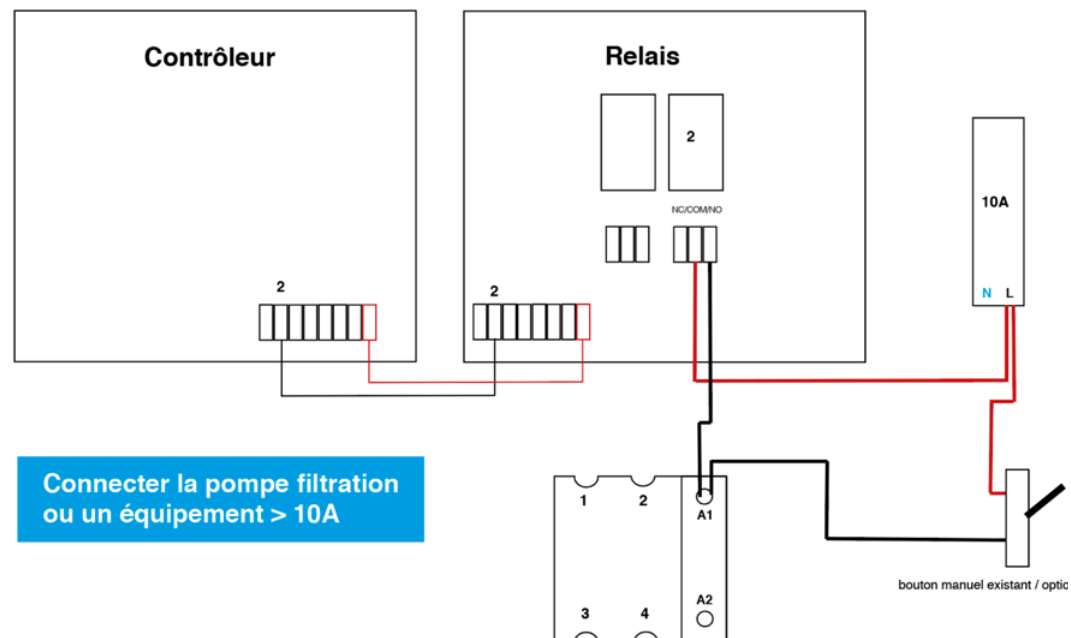 Contrôleur
Relais
2
NC/COM/NO
10A
N L
2
2
Connecter la pompe filtration
ou un équipement > 10A
1 2
A1
A2
3 4
bouton manuel existant / optio